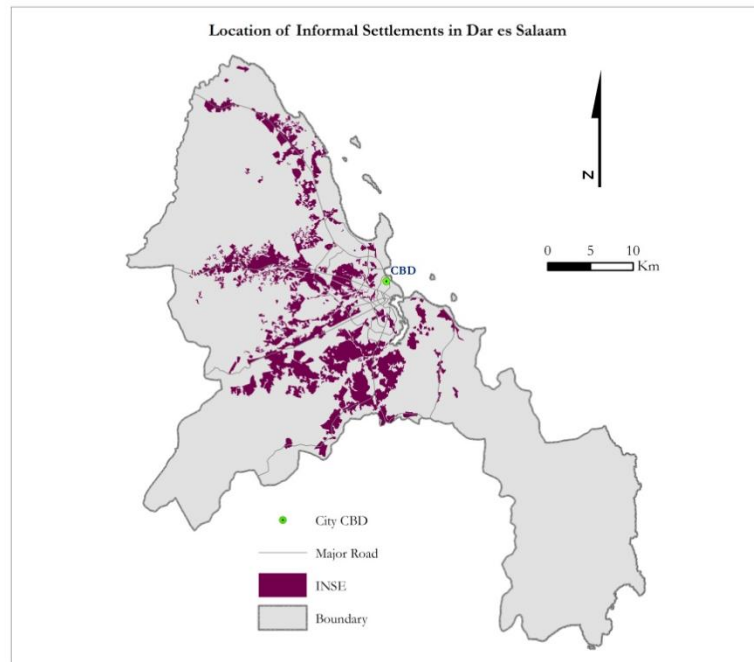 Location of Informal Settlements in Dar es Salaam
N
0 5 10
Km
CBD
City CBD
Major Road
INSE
Boundary